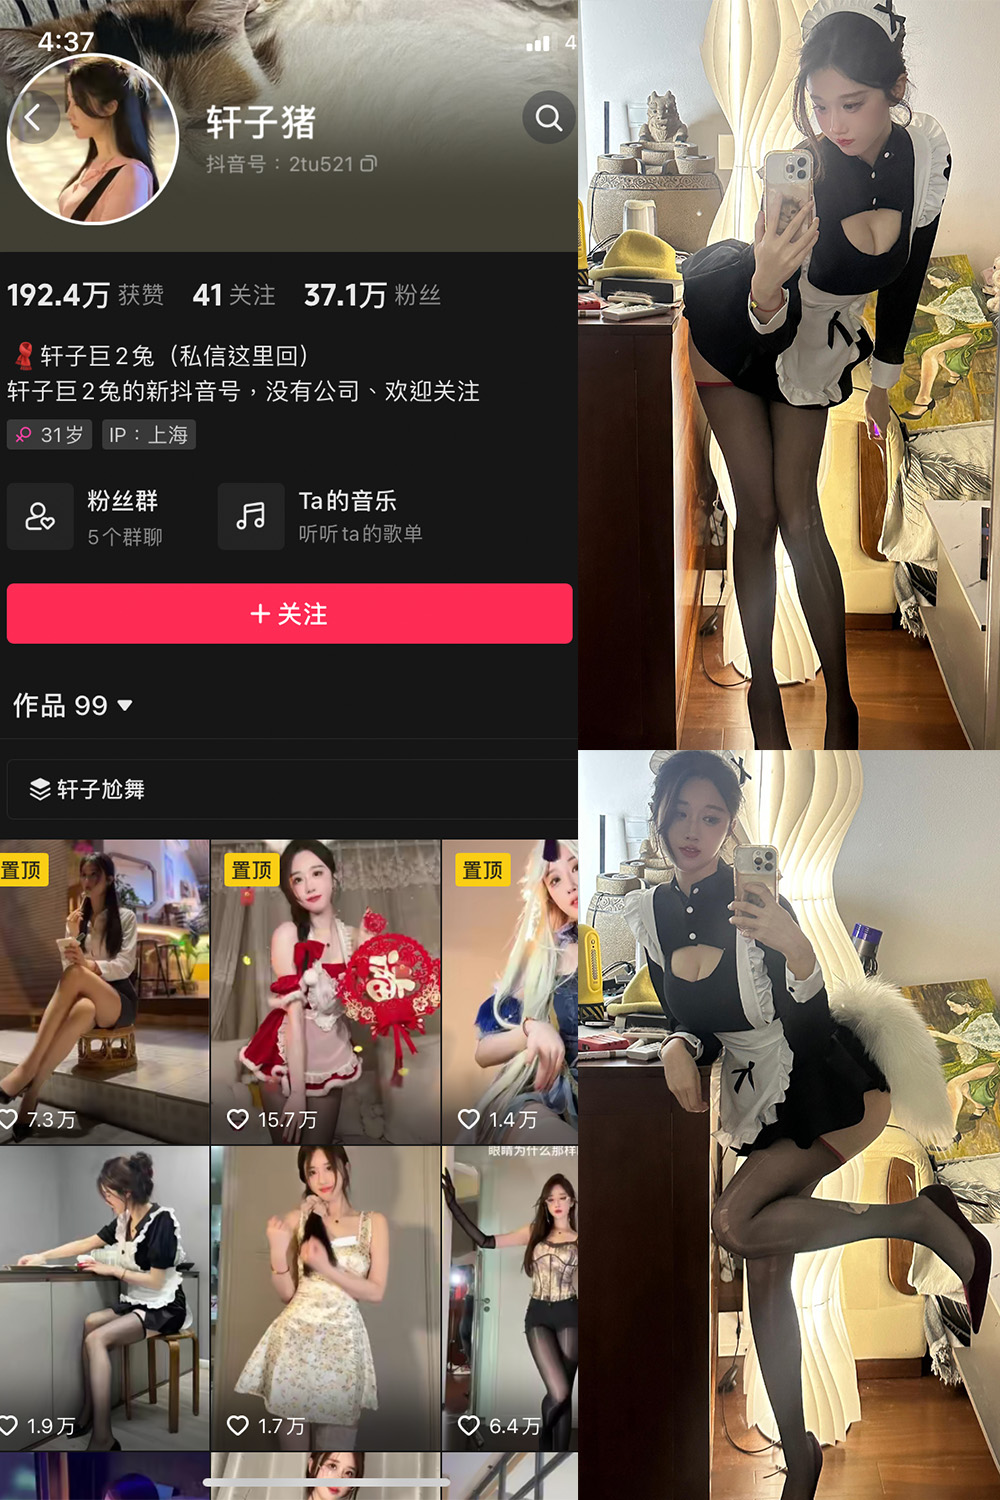 4:37
4
轩子猪
抖音号：2tu521
192.4万 获赞 41 关注 37.1万 粉丝
轩子巨2兔（私信这里回）
轩子巨2兔的新抖音号，没有公司、欢迎关注
31岁 IP：上海
粉丝群
5个群聊
Ta的音乐
听听ta的歌单
+ 关注
作品 99
轩子尬舞
置顶 置顶 置顶
7.3万 15.7万 1.4万
眼睛为什么那样
1.9万 1.7万 6.4万